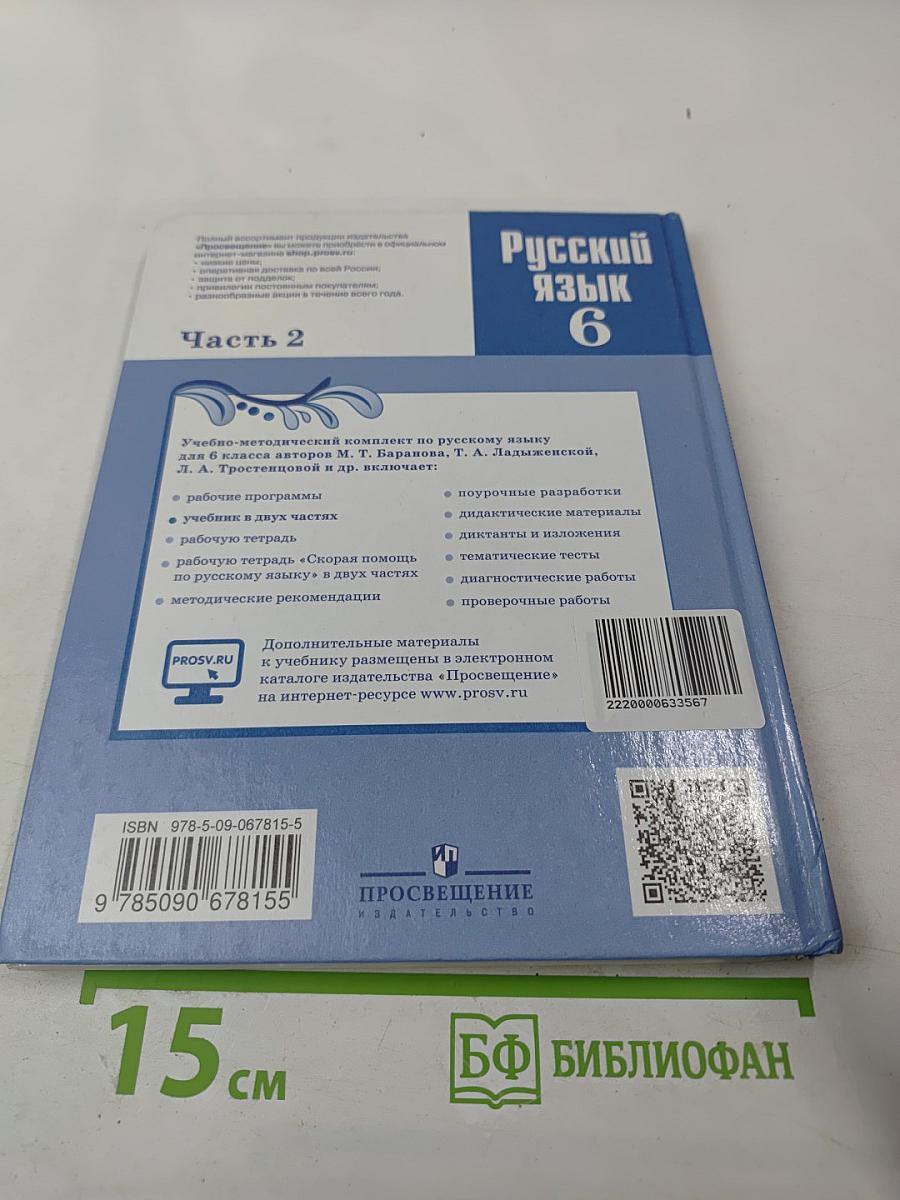 Полный ассортимент продукции издательства
«Просвещение» вы можете приобрести в официальном
интернет-магазине shop.prosv.ru:
• низкие цены;
• оперативная доставка по всей России;
• защита от подделок;
• привилегии постоянным покупателям;
• разнообразные акции в течение всего года.
Русский
язык
6
Часть 2
Учебно-методический комплект по русскому языку
для 6 класса авторов М. Т. Баранова, Т. А. Ладыженской,
Л. А. Тростенцовой и др. включает:
• рабочие программы
• учебник в двух частях
• рабочую тетрадь
• рабочую тетрадь «Скорая помощь
по русскому языку» в двух частях
• методические рекомендации
• поурочные разработки
• дидактические материалы
• диктанты и изложения
• тематические тесты
• диагностические работы
• проверочные работы
PROSV.RU
Дополнительные материалы
к учебнику размещены в электронном
каталоге издательства «Просвещение»
на интернет-ресурсе www.prosv.ru
2220000633567
ISBN 978-5-09-067815-5
9 785090 678155
ИП
ПРОСВЕЩЕНИЕ
ИЗДАТЕЛЬСТВО
15 см
БФ БИБЛИОФАН